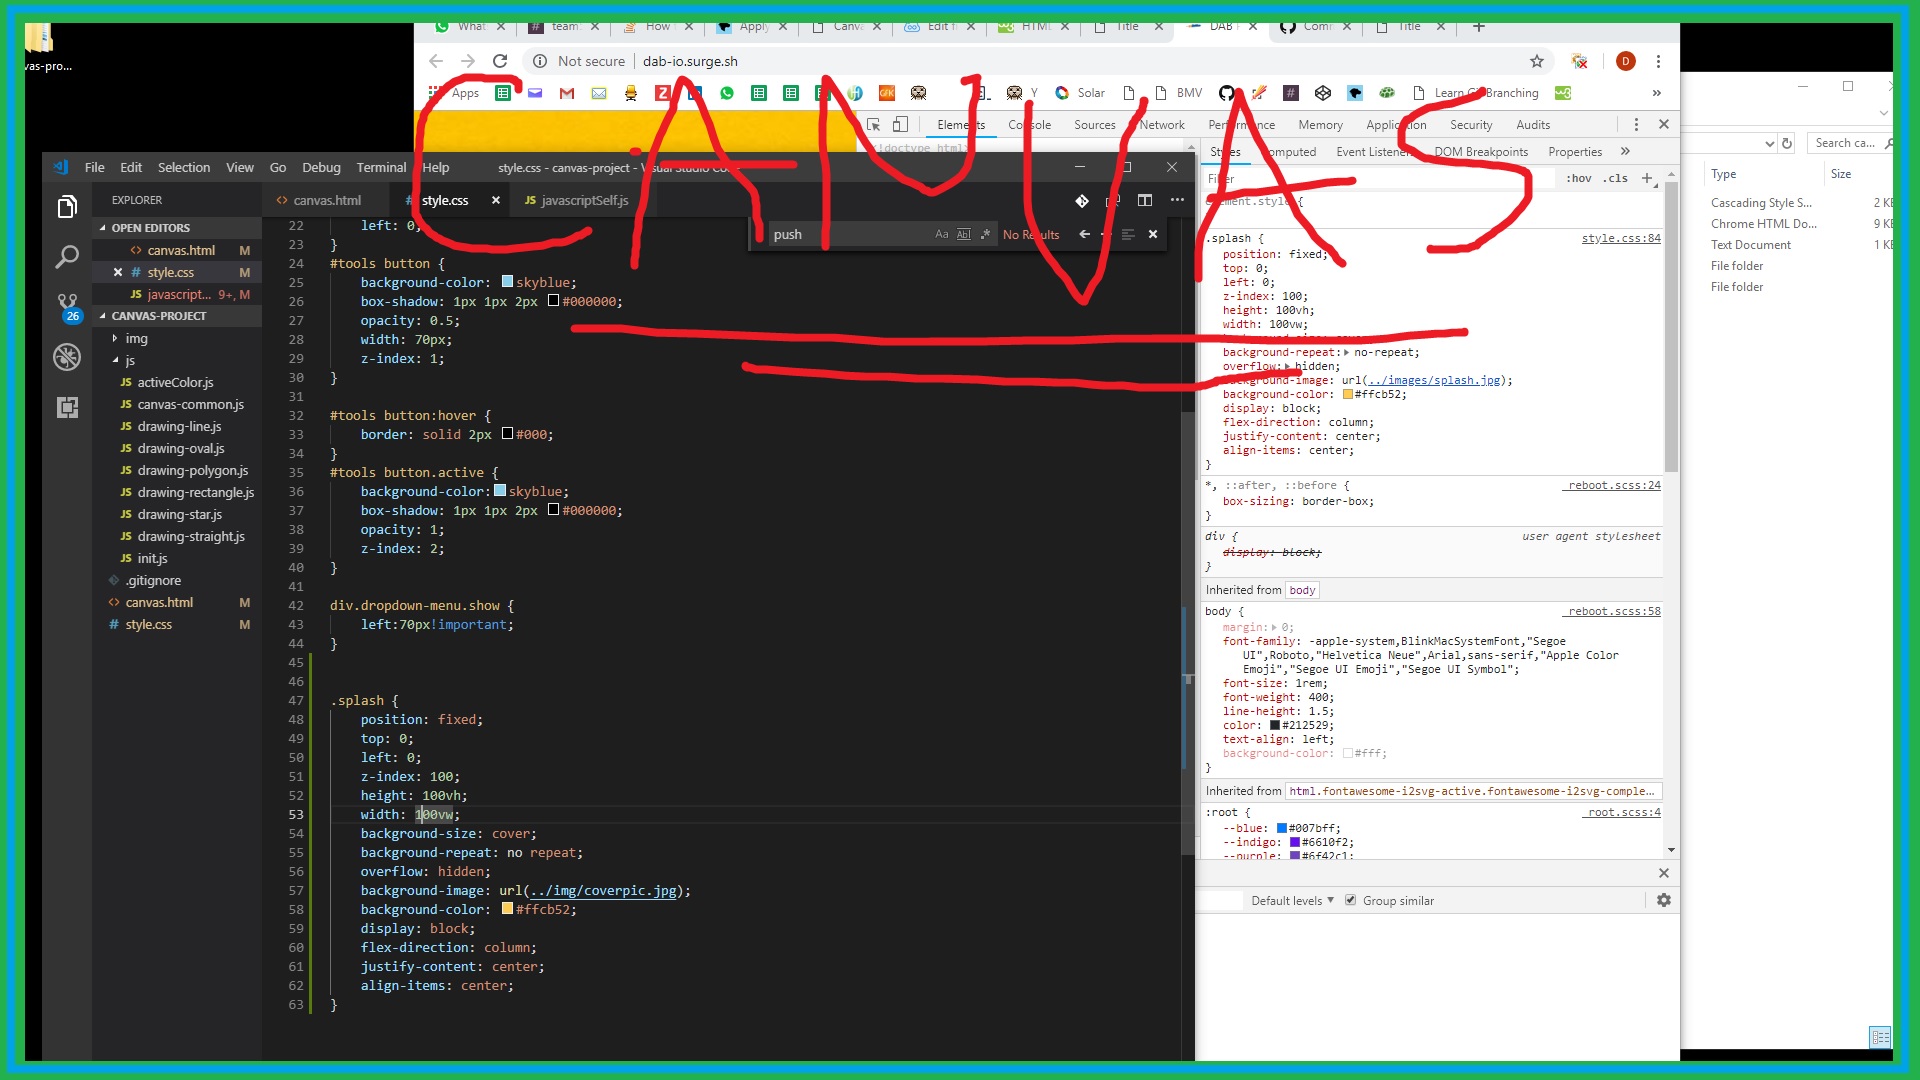 What
team
How
Apply
Canv
Edit
HTML
Title
DAB
Com
Title
vas-pro...
Not secure
dab-io.surge.sh
D
Apps
Y
Solar
BMV
Learn Git Branching
Elements
Console
Sources
Network
Performance
Memory
Application
Security
Audits
<!doctype html>
CANVAS
File Edit Selection View Go Debug Terminal Help
style.css - canvas-project - Visual Studio Code
Styles Computed Event Listeners DOM Breakpoints Properties
Filter
:hov .cls
EXPLORER
canvas.html
style.css
javascriptSelf.js
push
No Results
OPEN EDITORS
canvas.html M
style.css M
javascript... 9+, M
26
CANVAS-PROJECT
img
js
activeColor.js
canvas-common.js
drawing-line.js
drawing-oval.js
drawing-polygon.js
drawing-rectangle.js
drawing-star.js
drawing-straight.js
init.js
.gitignore
canvas.html M
style.css M
22 left: 0;
23 }
24 #tools button {
25 background-color: skyblue;
26 box-shadow: 1px 1px 2px #000000;
27 opacity: 0.5;
28 width: 70px;
29 z-index: 1;
30 }
31
32 #tools button:hover {
33 border: solid 2px #000;
34 }
35 #tools button.active {
36 background-color: skyblue;
37 box-shadow: 1px 1px 2px #000000;
38 opacity: 1;
39 z-index: 2;
40 }
41
42 div.dropdown-menu.show {
43 left:70px!important;
44 }
45
46
47 .splash {
48 position: fixed;
49 top: 0;
50 left: 0;
51 z-index: 100;
52 height: 100vh;
53 width: 100vw;
54 background-size: cover;
55 background-repeat: no repeat;
56 overflow: hidden;
57 background-image: url(../img/coverpic.jpg);
58 background-color: #ffcb52;
59 display: block;
60 flex-direction: column;
61 justify-content: center;
62 align-items: center;
63 }
element.style {
.splash { style.css:84
position: fixed;
top: 0;
left: 0;
z-index: 100;
height: 100vh;
width: 100vw;
background-repeat: no-repeat;
overflow: hidden;
background-image: url(../images/splash.jpg);
background-color: #ffcb52;
display: block;
flex-direction: column;
justify-content: center;
align-items: center;
}
*, ::after, ::before { _reboot.scss:24
box-sizing: border-box;
}
div { user agent stylesheet
display: block;
}
Inherited from body
body { _reboot.scss:58
margin: 0;
font-family: -apple-system,BlinkMacSystemFont,"Segoe
UI",Roboto,"Helvetica Neue",Arial,sans-serif,"Apple Color
Emoji","Segoe UI Emoji","Segoe UI Symbol";
font-size: 1rem;
font-weight: 400;
line-height: 1.5;
color: #212529;
text-align: left;
background-color: #fff;
}
Inherited from html.fontawesome-i2svg-active.fontawesome-i2svg-comple...
:root { _root.scss:4
--blue: #007bff;
--indigo: #6610f2;
--purple: #6f42c1;
Default levels
Group similar
Search ca...
Type Size
Cascading Style S... 2 KB
Chrome HTML Do... 9 KB
Text Document 1 KB
File folder
File folder